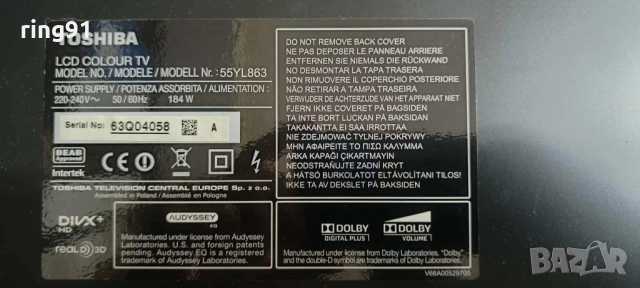 ring91
TOSHIBA
LCD COLOUR TV
MODEL NO. / MODELE / MODELL Nr. : 55YL863
POWER SUPPLY / POTENZA ASSORBITA / ALIMENTATION :
220-240V~ 50 / 60Hz 184 W
Serial No: 63Q04058 A
BEAB
Approved
Intertek
CE
TOSHIBA TELEVISION CENTRAL EUROPE Sp. z o.o.
Assembled in Poland / Assemblé en Pologne
DIVX+
HD
REAL D 3D
AUDYSSEY
EQ
Manufactured under license from Audyssey
Laboratories. U.S. and foreign patents
pending. Audyssey EQ is a registered
trademark of Audyssey Laboratories.
DO NOT REMOVE BACK COVER
NE PAS DEPOSER LE PANNEAU ARRIERE
ENTFERNEN SIE NIEMALS DIE RÜCKWAND
NO DESMONTAR LA TAPA TRASERA
NON RIMUOVERE IL COPERCHIO POSTERIORE
NÃO RETIRAR A TAMPA TRASEIRA
VERWIJDER DE ACHTERZIJDE VAN HET APPARAAT NIET
FJERN IKKE COVERET PÅ BAGSIDEN
TA INTE BORT LUCKAN PÅ BAKSIDAN
TAKAKANTTA EI SAA IRROTTAA
NIE ZDEJMOWAĆ TYLNEJ POKRYWY
ΜΗΝ ΑΦΑΙΡΕΙΤΕ ΤΟ ΠΙΣΩ ΚΑΛΥΜΜΑ
ARKA KAPAĞI ÇIKARTMAYIN
NEODSTRAŇUJTE ZADNÍ KRYT
A HÁTSÓ BURKOLATOT ELTÁVOLÍTANI TILOS!
IKKE TA AV DEKSLET PÅ BAKSIDEN
DOLBY
DIGITAL PLUS
DOLBY
VOLUME
Manufactured under license from Dolby Laboratories. "Dolby"
and the double-D symbol are trademarks of Dolby Laboratories.
V68A00529700
BAZAR